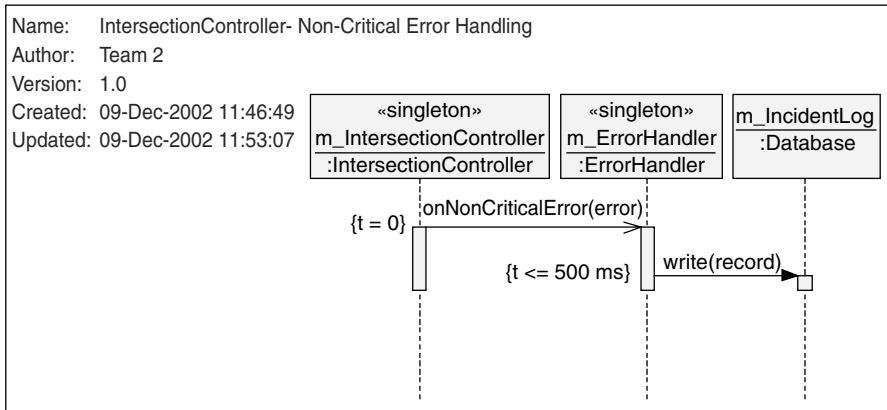 Name: IntersectionController- Non-Critical Error Handling
Author: Team 2
Version: 1.0
Created: 09-Dec-2002 11:46:49
Updated: 09-Dec-2002 11:53:07
«singleton»
m_IntersectionController
:IntersectionController
«singleton»
m_ErrorHandler
:ErrorHandler
m_IncidentLog
:Database
onNonCriticalError(error)
{t = 0}
write(record)
{t <= 500 ms}